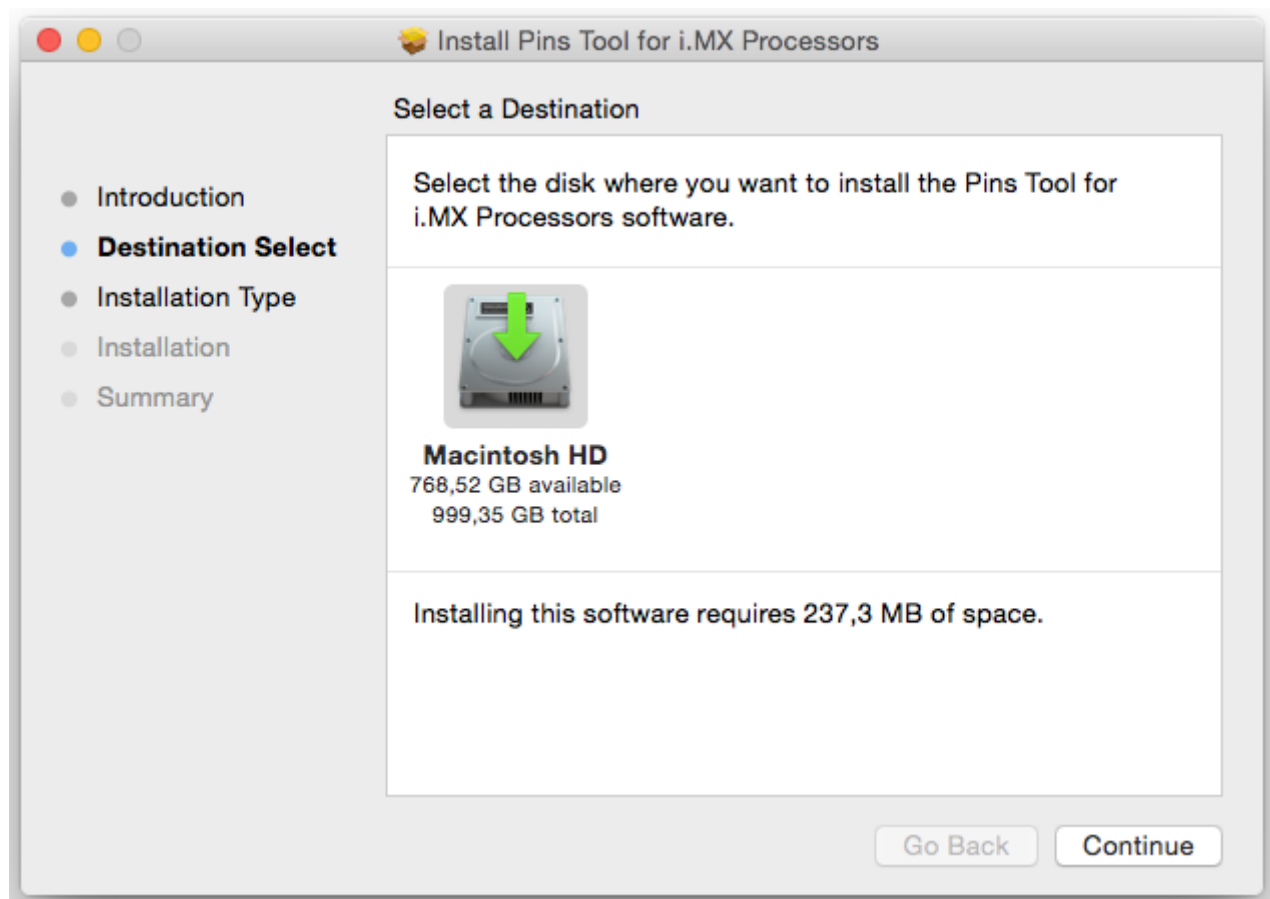 Install Pins Tool for i.MX Processors
Select a Destination
Introduction
Destination Select
Installation Type
Installation
Summary
Select the disk where you want to install the Pins Tool for
i.MX Processors software.
Macintosh HD
768,52 GB available
999,35 GB total
Installing this software requires 237,3 MB of space.
Go Back
Continue